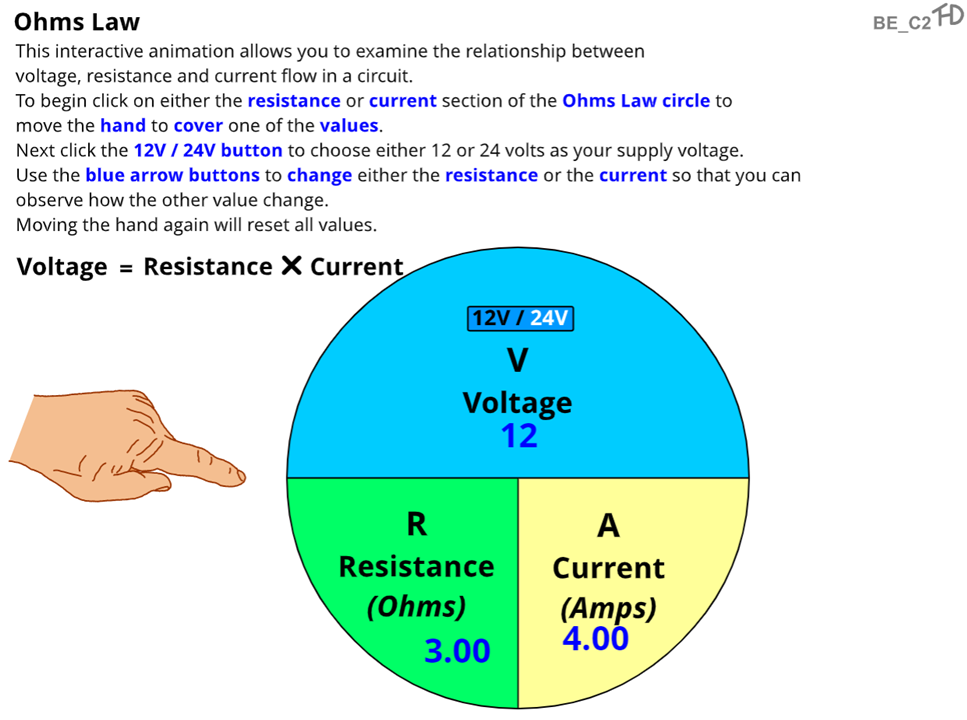 Ohms Law
BE_C2 TFD
This interactive animation allows you to examine the relationship between
voltage, resistance and current flow in a circuit.
To begin click on either the resistance or current section of the Ohms Law circle to
move the hand to cover one of the values.
Next click the 12V / 24V button to choose either 12 or 24 volts as your supply voltage.
Use the blue arrow buttons to change either the resistance or the current so that you can
observe how the other value change.
Moving the hand again will reset all values.
Voltage = Resistance × Current
12V / 24V
V
Voltage
12
R
Resistance
(Ohms)
3.00
A
Current
(Amps)
4.00